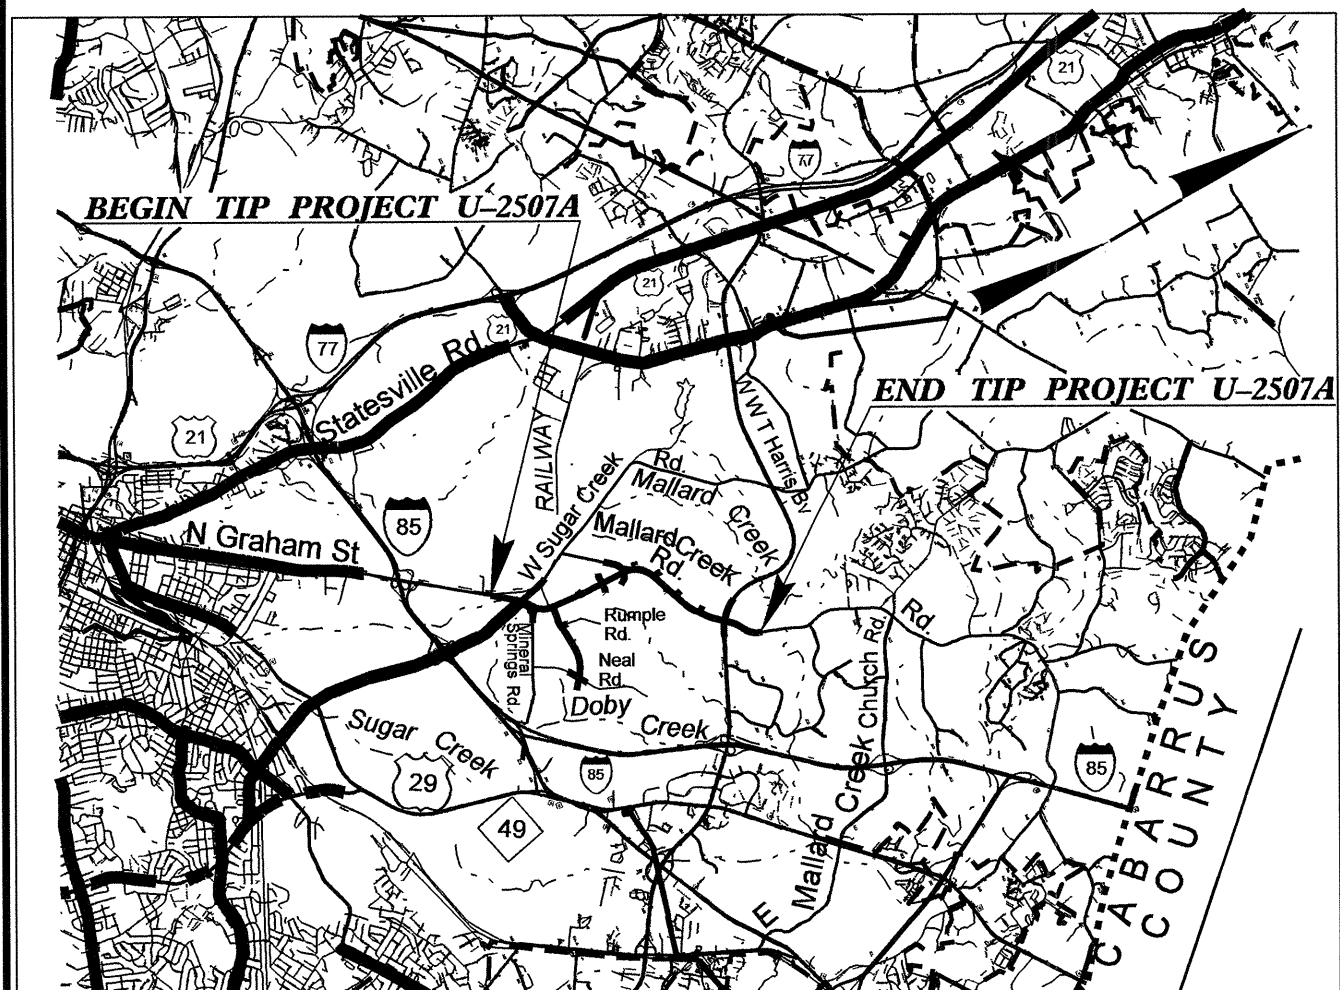 21
77
BEGIN TIP PROJECT U–2507A
21
21
77
Statesville Rd.
END TIP PROJECT U–2507A
21
W W T Harris Bv
RAILWAY
W Sugar Creek
Rd.
Mallard
Creek
85
N Graham St
Mallard Creek
Rd.
Rumple
Rd.
Mineral
Springs Rd.
Neal
Rd.
Doby
Creek
Rd.
Sugar Creek
29
85
49
Mallard Creek Church Rd.
E
85
CABARRUS
COUNTY